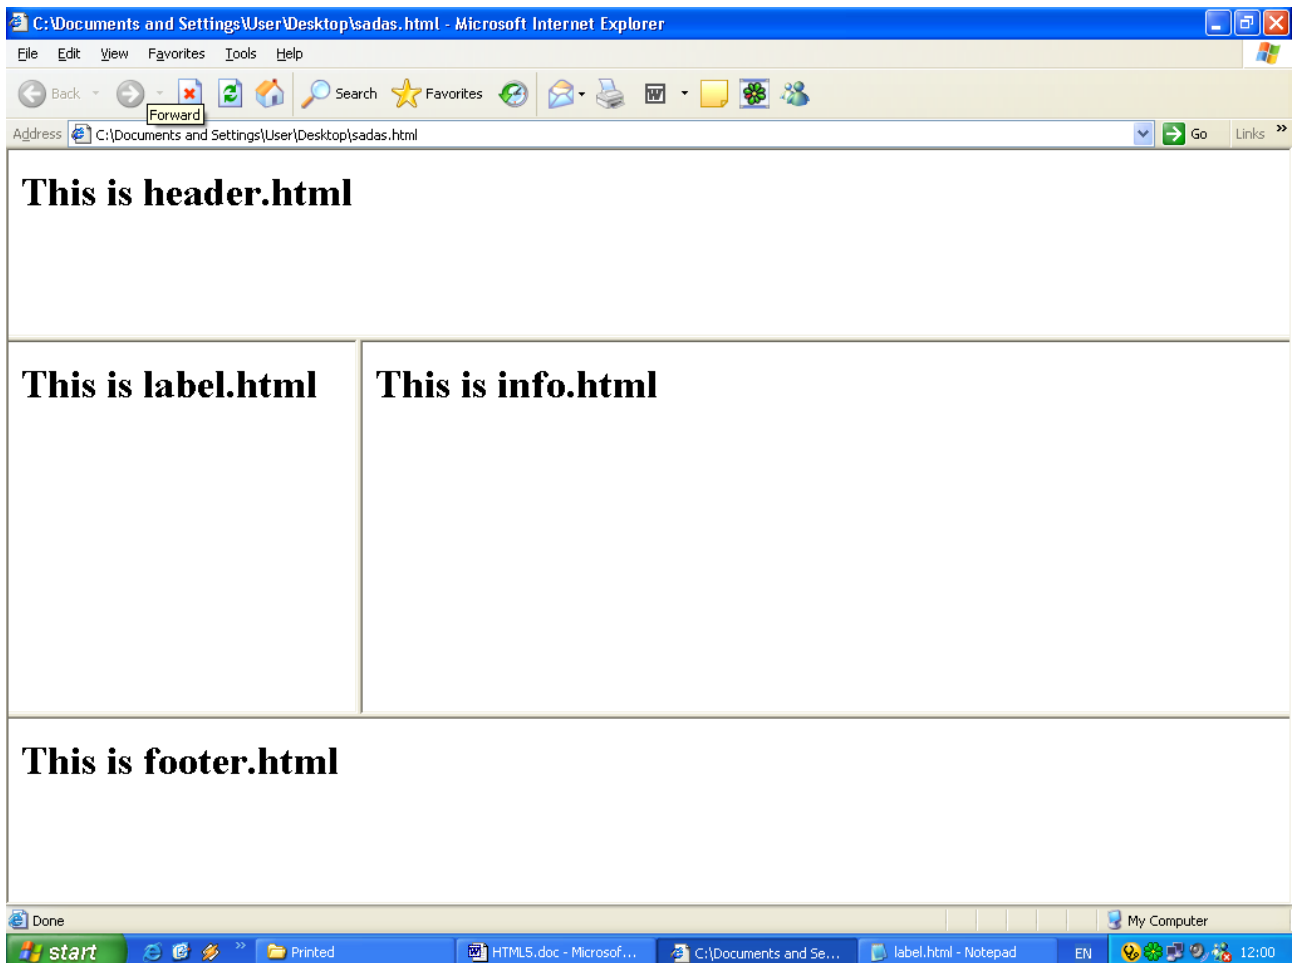 C:\Documents and Settings\User\Desktop\sadas.html - Microsoft Internet Explorer
File Edit View Favorites Tools Help
Back Search Favorites
Forward
Address C:\Documents and Settings\User\Desktop\sadas.html Go Links »
This is header.html
This is label.html This is info.html
This is footer.html
Done My Computer
start » Printed HTML5.doc - Microsof... C:\Documents and Se... label.html - Notepad EN 12:00